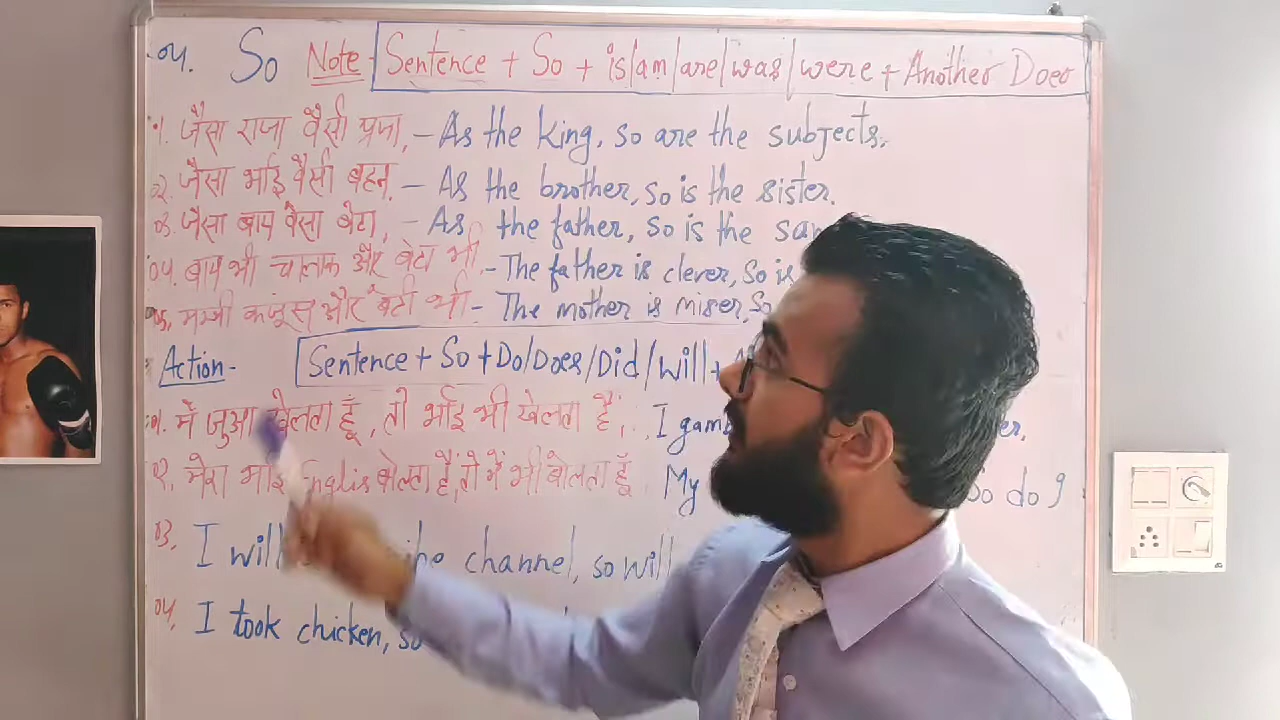 04. So Note- Sentence + So + is/am/are/was/were + Another Doer
01. जैसा राजा वैसी प्रजा, - As the king, so are the subjects.
02. जैसा भाई वैसी बहन, - As the brother, so is the sister.
03. जैसा बाप वैसा बेटा, - As the father, so is the
04. बाप भी चालाक और बेटा भी, - The father is clever, So is
05. मम्मी कंजूस और बेटी भी - The mother is miser, So
Action- Sentence + So + Do/Does/Did/Will +
01. मैं जुआ खेलता हूँ, तो भाई भी खेलता है, I
02. मेरा भाई Englis बोलता है, तो मैं भी बोलता हूँ My So do I
03. I will channel, so will
04. I took chicken, so